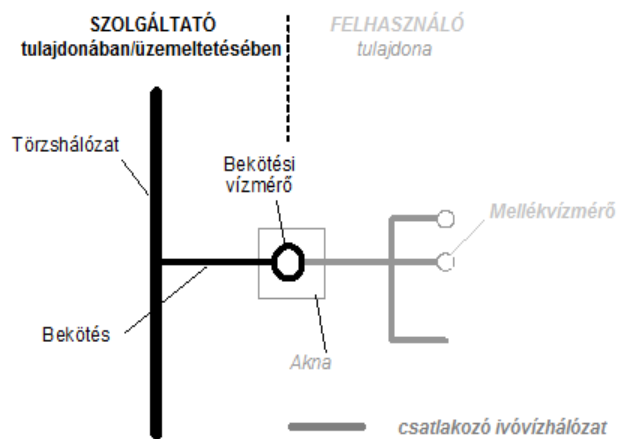 SZOLGÁLTATÓ
tulajdonában/üzemeltetésében
FELHASZNÁLÓ
tulajdona
Törzshálózat
Bekötési
vízmérő
Mellékvízmérő
Bekötés
Akna
csatlakozó ivóvízhálózat